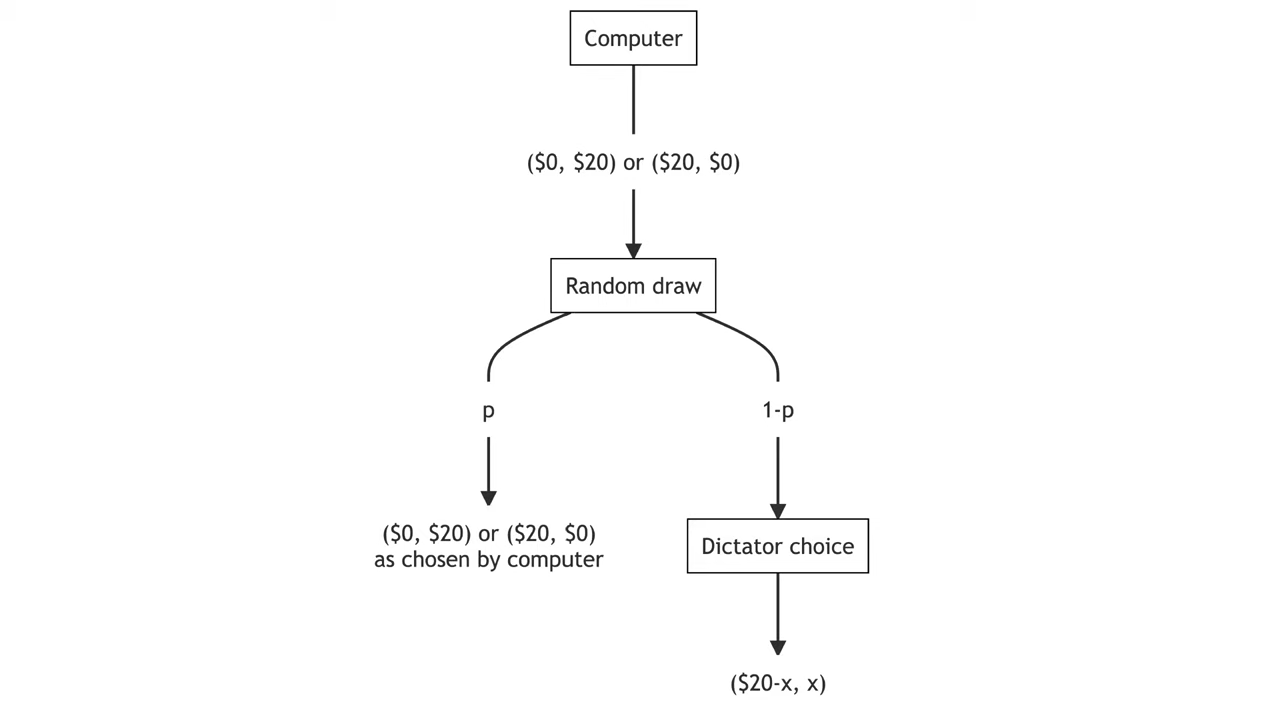 Computer
($0, $20) or ($20, $0)
Random draw
p
1-p
($0, $20) or ($20, $0)
as chosen by computer
Dictator choice
($20-x, x)